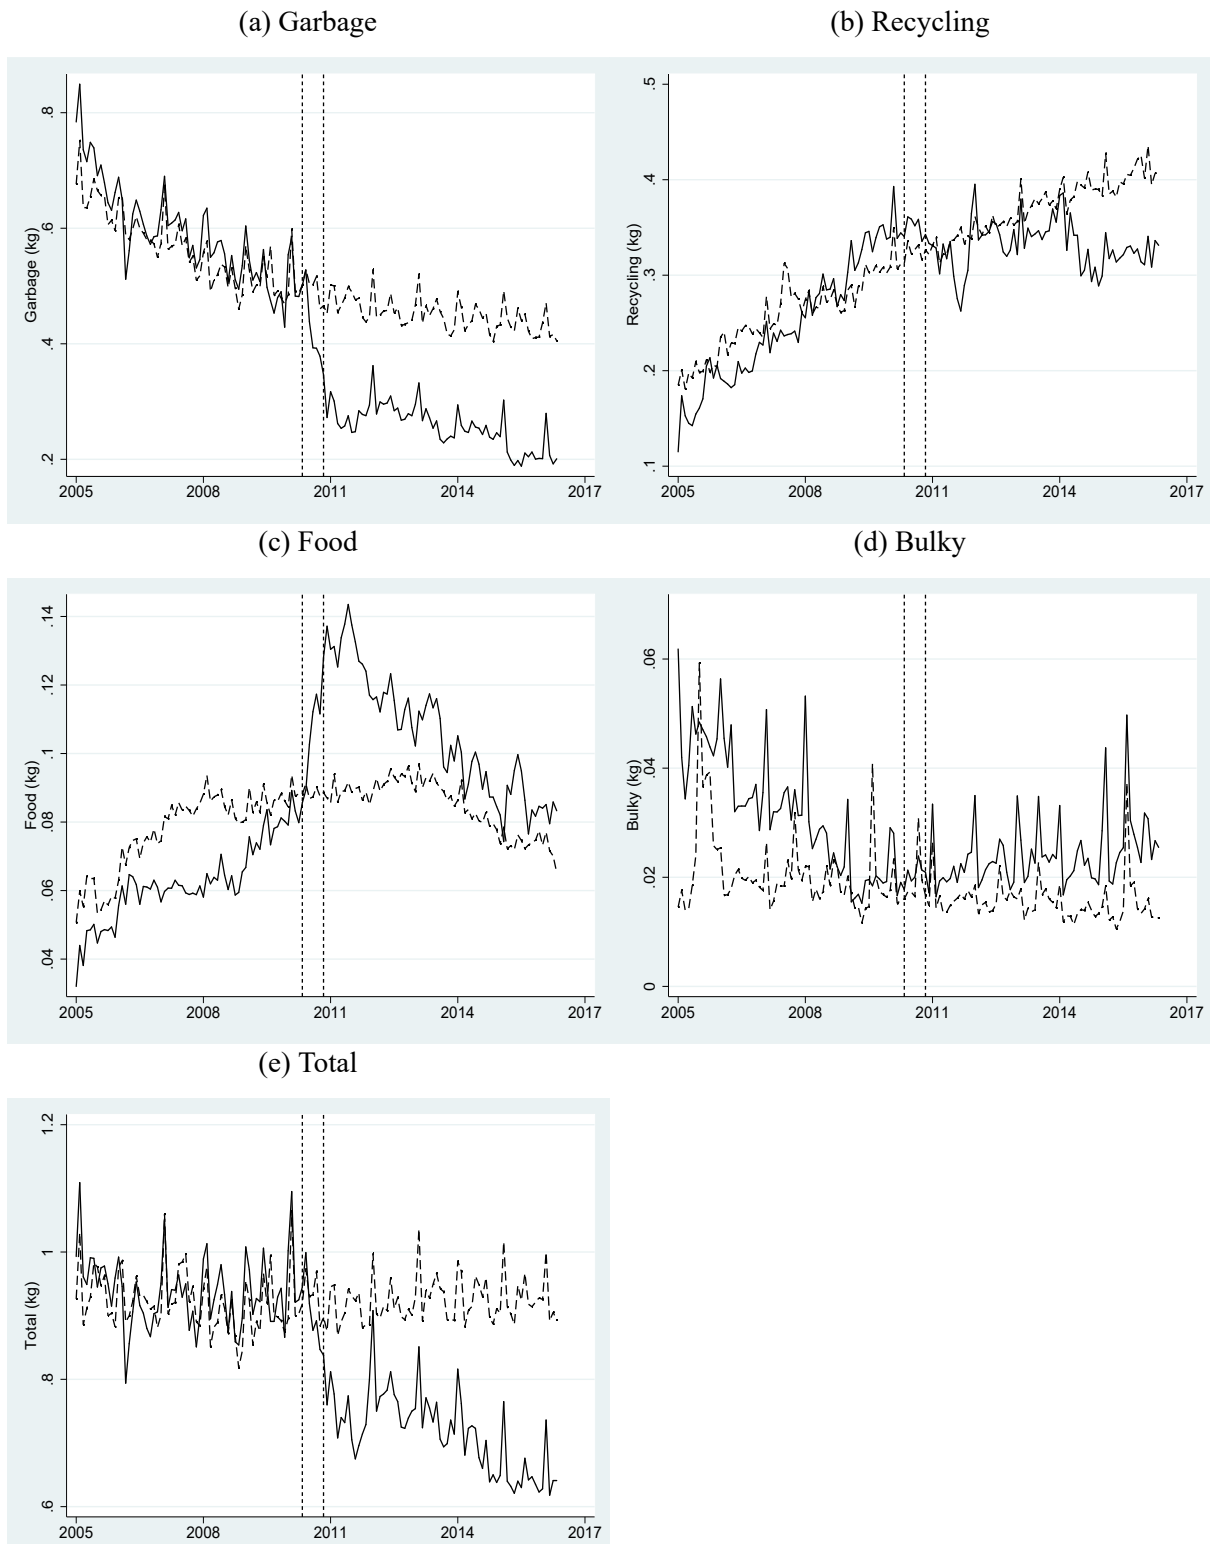 (a) Garbage
Garbage (kg)
.8
.6
.4
.2
2005 2008 2011 2014 2017
(b) Recycling
Recycling (kg)
.5
.4
.3
.2
.1
2005 2008 2011 2014 2017
(c) Food
Food (kg)
.14
.12
.1
.08
.06
.04
2005 2008 2011 2014 2017
(d) Bulky
Bulky (kg)
.06
.04
.02
0
2005 2008 2011 2014 2017
(e) Total
Total (kg)
1.2
1
.8
.6
2005 2008 2011 2014 2017